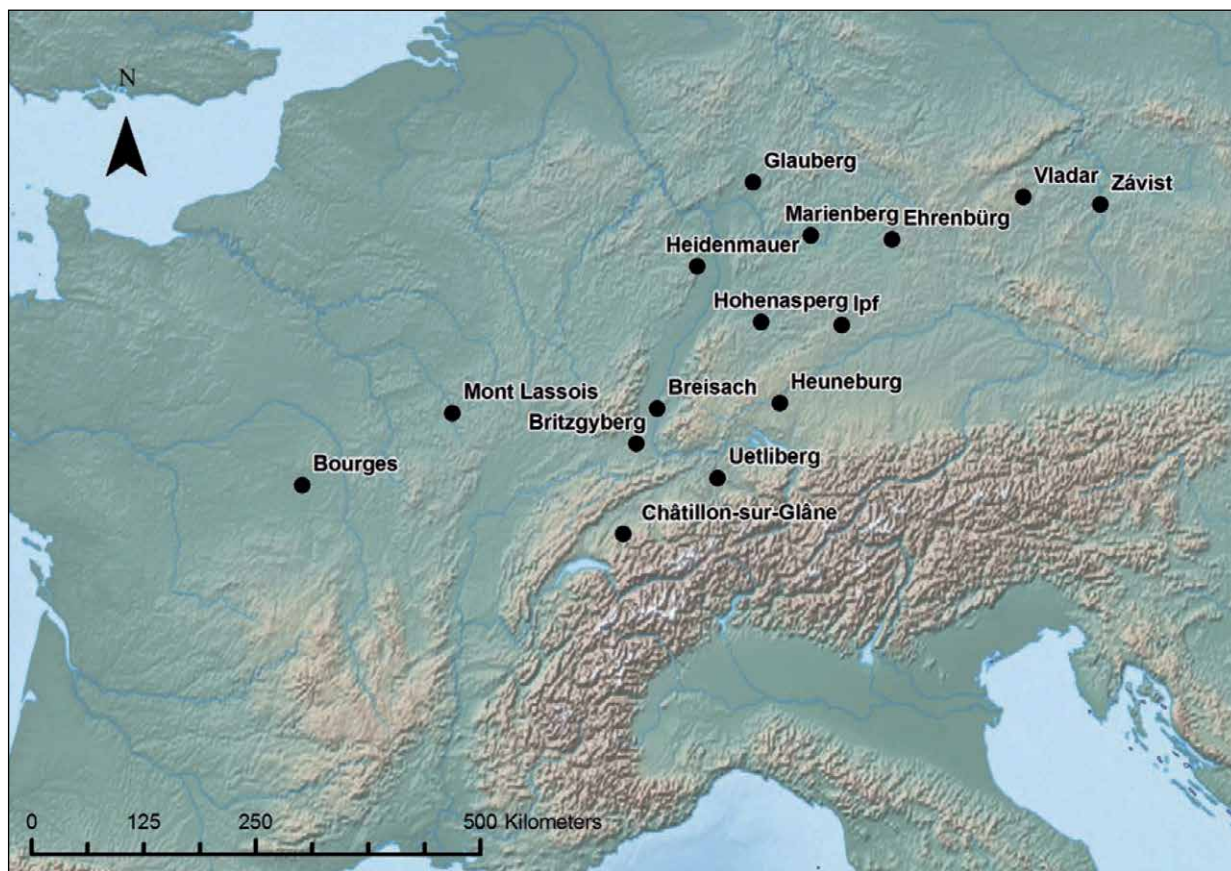 N
Glauberg
Vladar
Závist
Marienberg
Ehrenbürg
Heidenmauer
Hohenasperg
Ipf
Mont Lassois
Breisach
Heuneburg
Britzgyberg
Bourges
Uetliberg
Châtillon-sur-Glâne
0 125 250 500 Kilometers